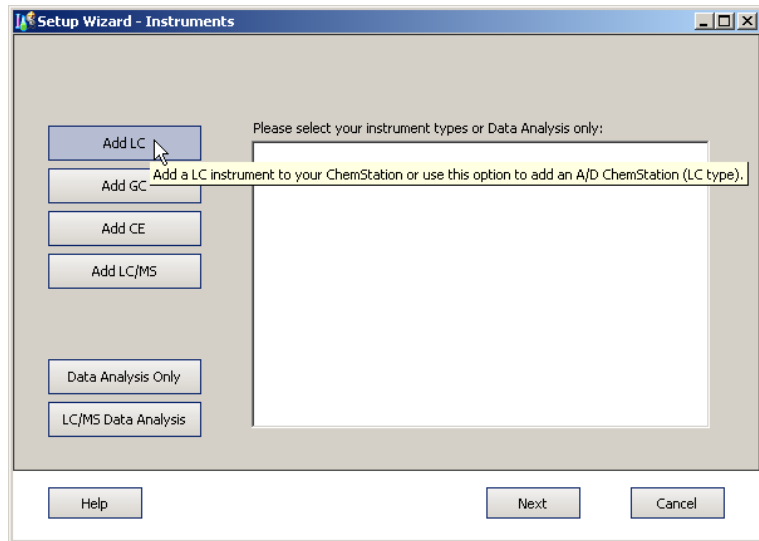 Setup Wizard - Instruments
Please select your instrument types or Data Analysis only:
Add LC
Add a LC instrument to your ChemStation or use this option to add an A/D ChemStation (LC type).
Add GC
Add CE
Add LC/MS
Data Analysis Only
LC/MS Data Analysis
Help
Next
Cancel